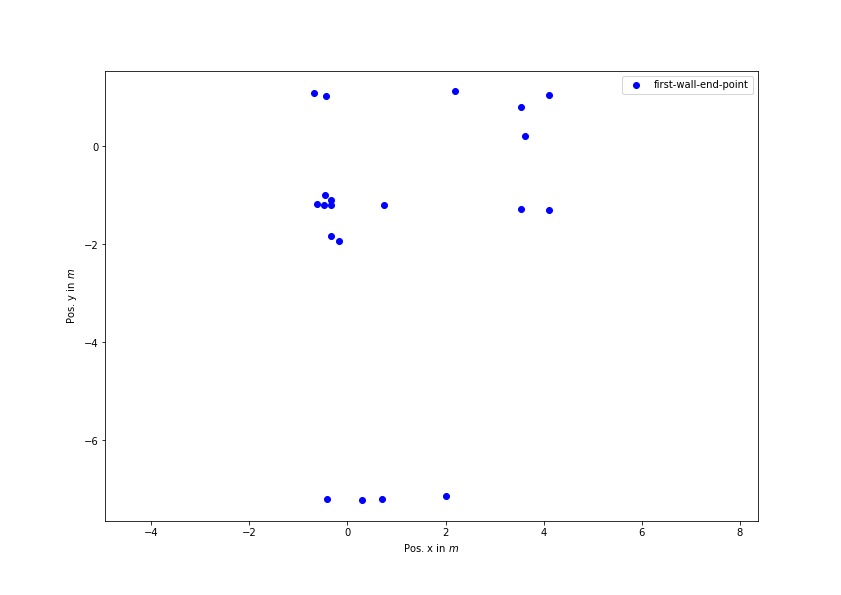 first-wall-end-point
0
−2
−4
−6
Pos. y in m
−4 −2 0 2 4 6 8
Pos. x in m